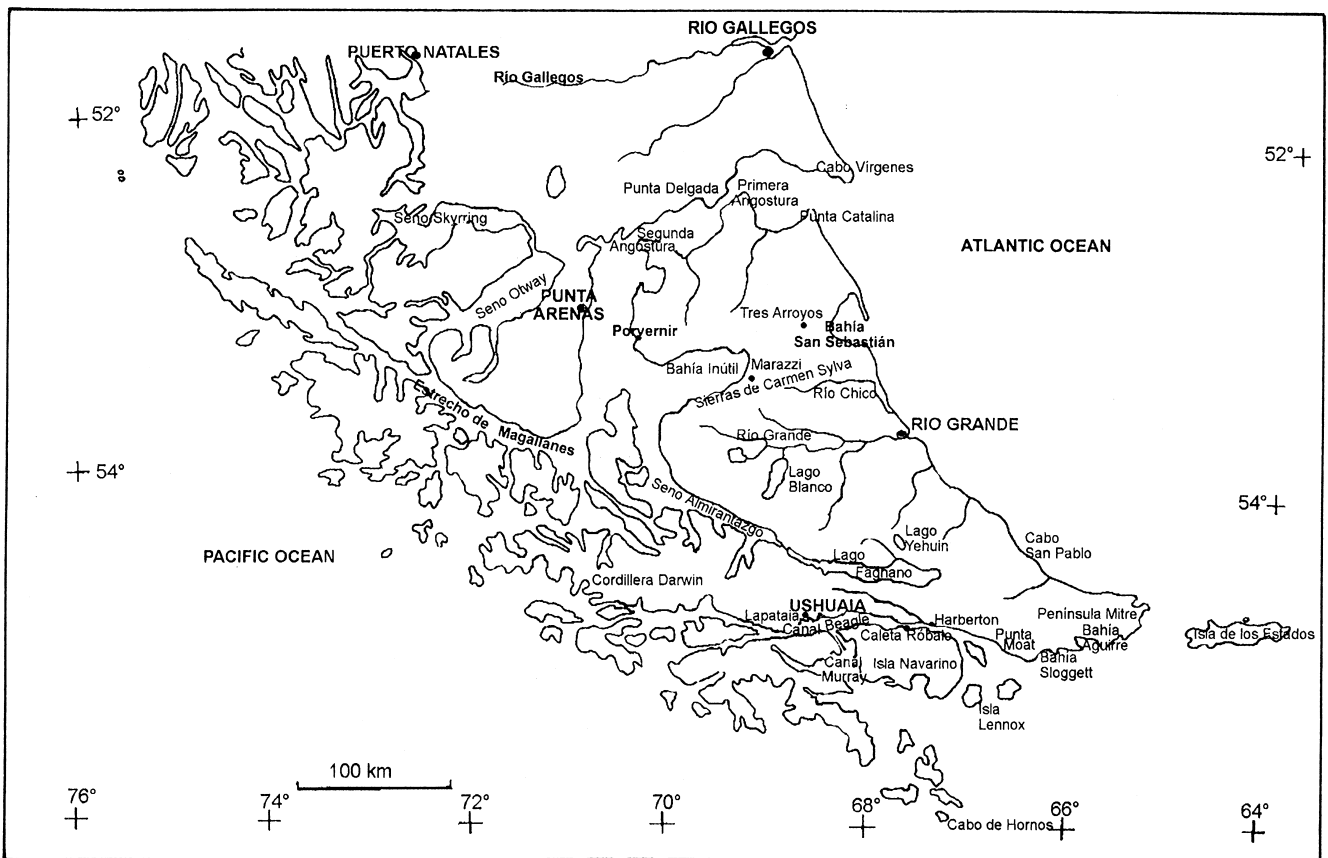 RIO GALLEGOS
PUERTO NATALES
Río Gallegos
52°
52°
Cabo Vírgenes
Punta Delgada
Primera
Angostura
Seno Skyrring
Punta Catalina
Segunda
Angostura
ATLANTIC OCEAN
Seno Otway
PUNTA
ARENAS
Tres Arroyos
Porvernir
Bahía
San Sebastián
Bahía Inútil
Marazzi
Sierras de Carmen Sylva
Río Chico
Estrecho de Magallanes
RIO GRANDE
Río Grande
54°
Lago
Blanco
Seno Almirantazgo
54°
Lago
Yehuin
Cabo
San Pablo
PACIFIC OCEAN
Lago
Fagnano
Cordillera Darwin
USHUAIA
Lapataia
Canal Beagle
Harberton
Península Mitre
Caleta Róbalo
Punta
Moat
Bahía
Aguirre
Isla de los Estados
Canal
Murray
Isla Navarino
Bahía
Sloggett
Isla
Lennox
100 km
76°
74°
72°
70°
68°
66°
64°
Cabo de Hornos